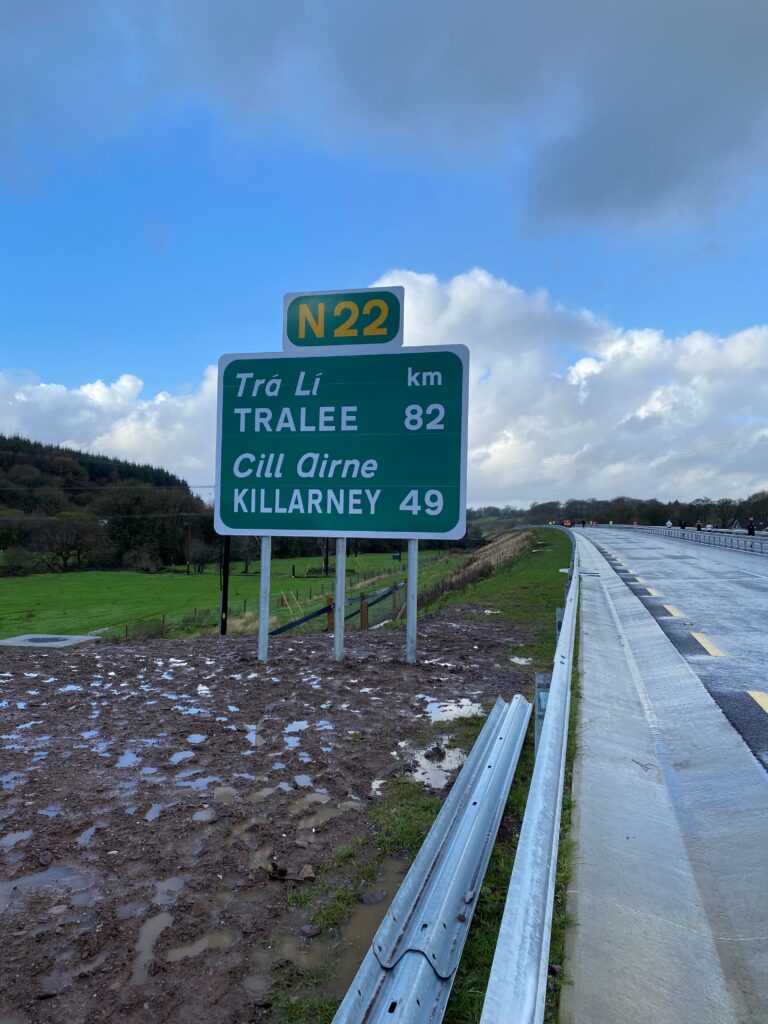 N22
Trá Lí km
TRALEE 82
Cill Airne
KILLARNEY 49